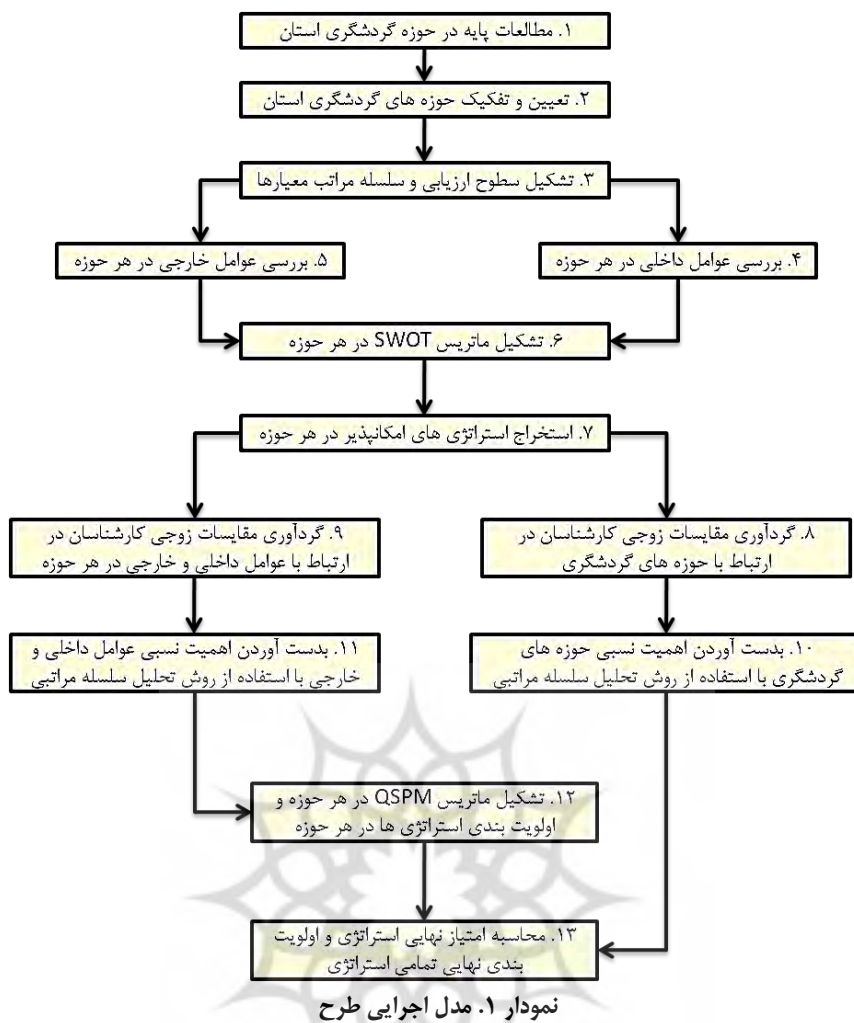 ۱. مطالعات پایه در حوزه گردشگری استان
۲. تعیین و تفکیک حوزه های گردشگری استان
۳. تشکیل سطوح ارزیابی و سلسله مراتب معیارها
۴. بررسی عوامل داخلی در هر حوزه
۵. بررسی عوامل خارجی در هر حوزه
۶. تشکیل ماتریس SWOT در هر حوزه
۷. استخراج استراتژی های امکانپذیر در هر حوزه
۸. گردآوری مقایسات زوجی کارشناسان در
ارتباط با حوزه های گردشگری
۹. گردآوری مقایسات زوجی کارشناسان در
ارتباط با عوامل داخلی و خارجی در هر حوزه
۱۰. بدست آوردن اهمیت نسبی حوزه های
گردشگری با استفاده از روش تحلیل سلسله مراتبی
۱۱. بدست آوردن اهمیت نسبی عوامل داخلی و
خارجی با استفاده از روش تحلیل سلسله مراتبی
۱۲. تشکیل ماتریس QSPM در هر حوزه و
اولویت بندی استراتژی ها در هر حوزه
۱۳. محاسبه امتیاز نهایی استراتژی و اولویت
بندی نهایی تمامی استراتژی
نمودار ۱. مدل اجرایی طرح